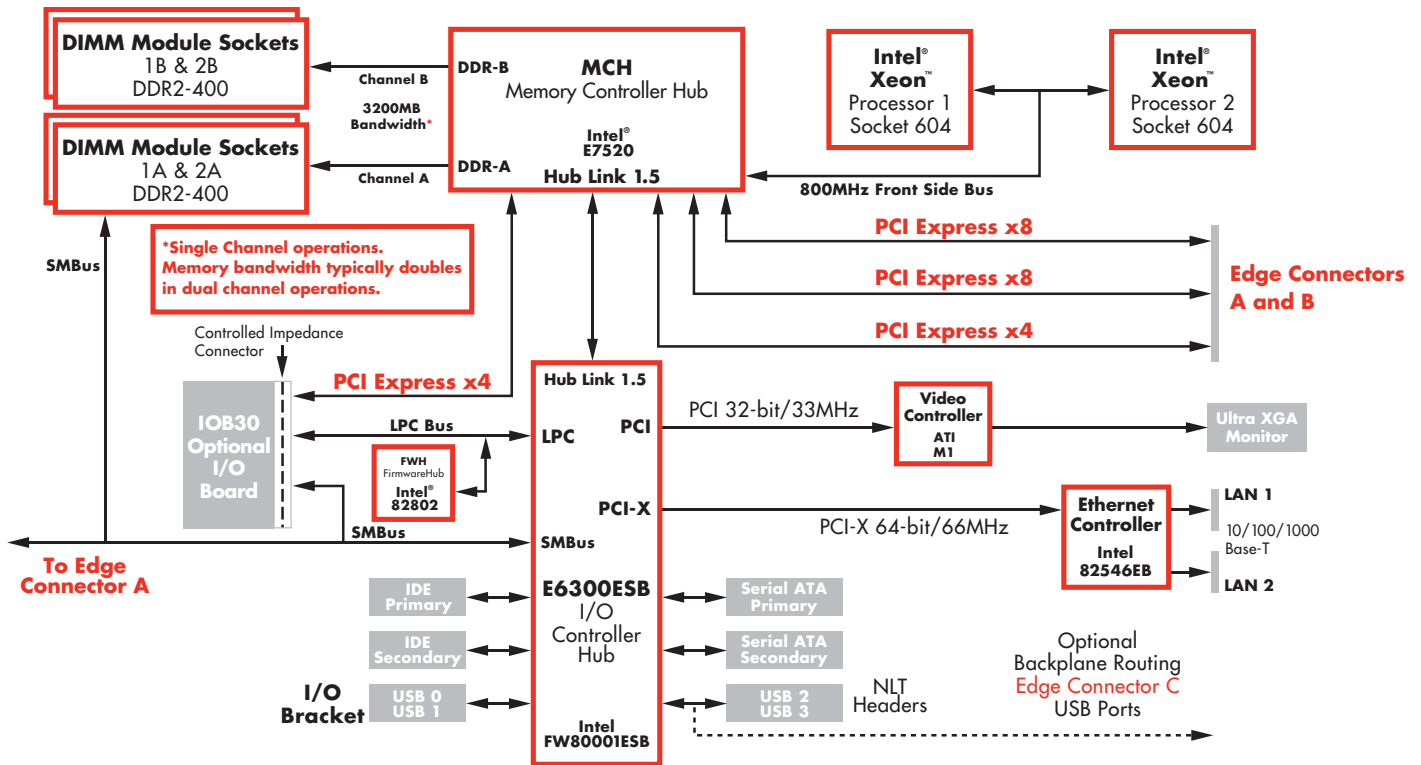 DIMM Module Sockets
1B & 2B
DDR2-400
Channel B
3200MB
Bandwidth*
DIMM Module Sockets
1A & 2A
DDR2-400
Channel A
DDR-B
MCH
Memory Controller Hub
Intel®
E7520
DDR-A
Hub Link 1.5
Intel®
Xeon™
Processor 1
Socket 604
Intel®
Xeon™
Processor 2
Socket 604
800MHz Front Side Bus
SMBus
*Single Channel operations.
Memory bandwidth typically doubles
in dual channel operations.
PCI Express x8
PCI Express x8
PCI Express x4
Edge Connectors
A and B
Controlled Impedance
Connector
PCI Express x4
IOB30
Optional
I/O
Board
LPC Bus
FWH
FirmwareHub
Intel®
82802
SMBus
To Edge
Connector A
Hub Link 1.5
LPC
PCI
PCI-X
SMBus
E6300ESB
I/O
Controller
Hub
Intel
FW80001ESB
PCI 32-bit/33MHz
Video
Controller
ATI
M1
Ultra XGA
Monitor
PCI-X 64-bit/66MHz
Ethernet
Controller
Intel
82546EB
LAN 1
10/100/1000
Base-T
LAN 2
IDE
Primary
Serial ATA
Primary
IDE
Secondary
Serial ATA
Secondary
I/O
Bracket
USB 0
USB 1
USB 2
USB 3
NLT
Headers
Optional
Backplane Routing
Edge Connector C
USB Ports